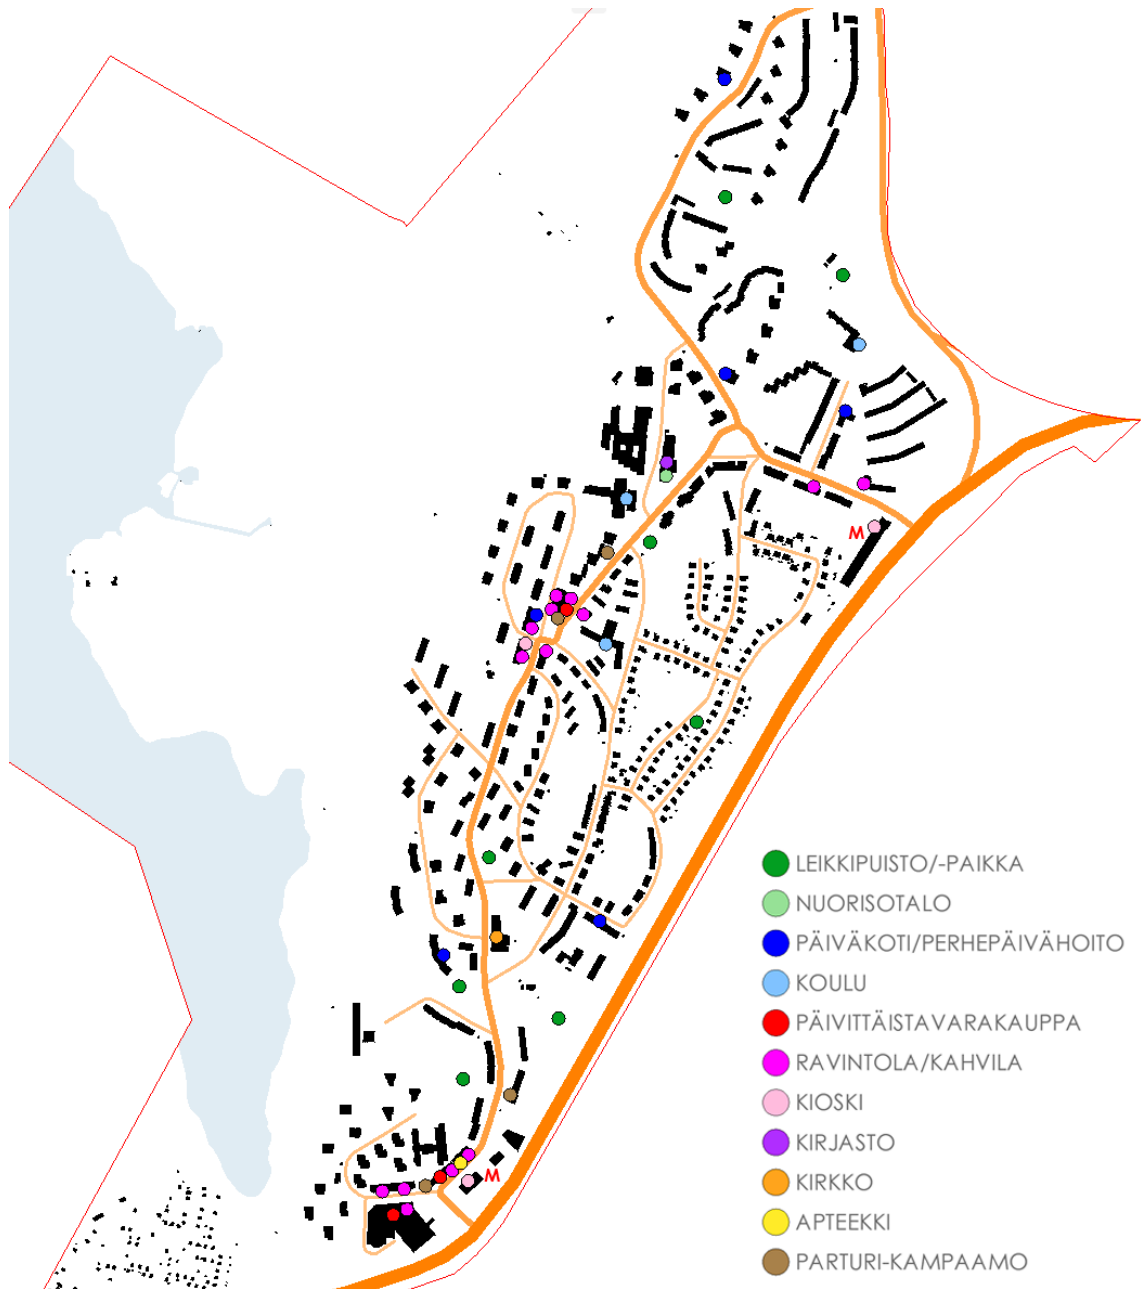 M
LEIKKIPUISTO/-PAIKKA
NUORISOTALO
PÄIVÄKOTI/PERHEPÄIVÄHOITO
KOULU
PÄIVITTÄISTAVARAKAUPPA
RAVINTOLA/KAHVILA
KIOSKI
KIRJASTO
M
KIRKKO
APTEEKKI
PARTURI-KAMPAAMO